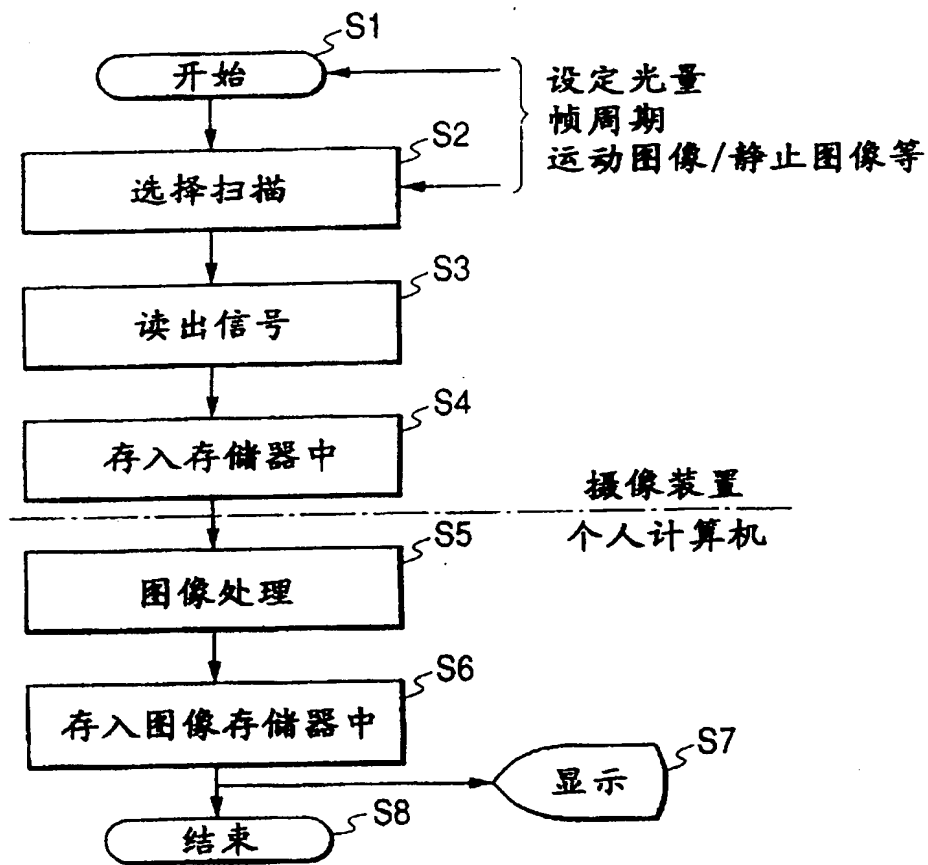 S1
开始
设定光量
帧周期
运动图像/静止图像等
S2
选择扫描
S3
读出信号
S4
存入存储器中
摄像装置
个人计算机
S5
图像处理
S6
存入图像存储器中
S7
显示
S8
结束